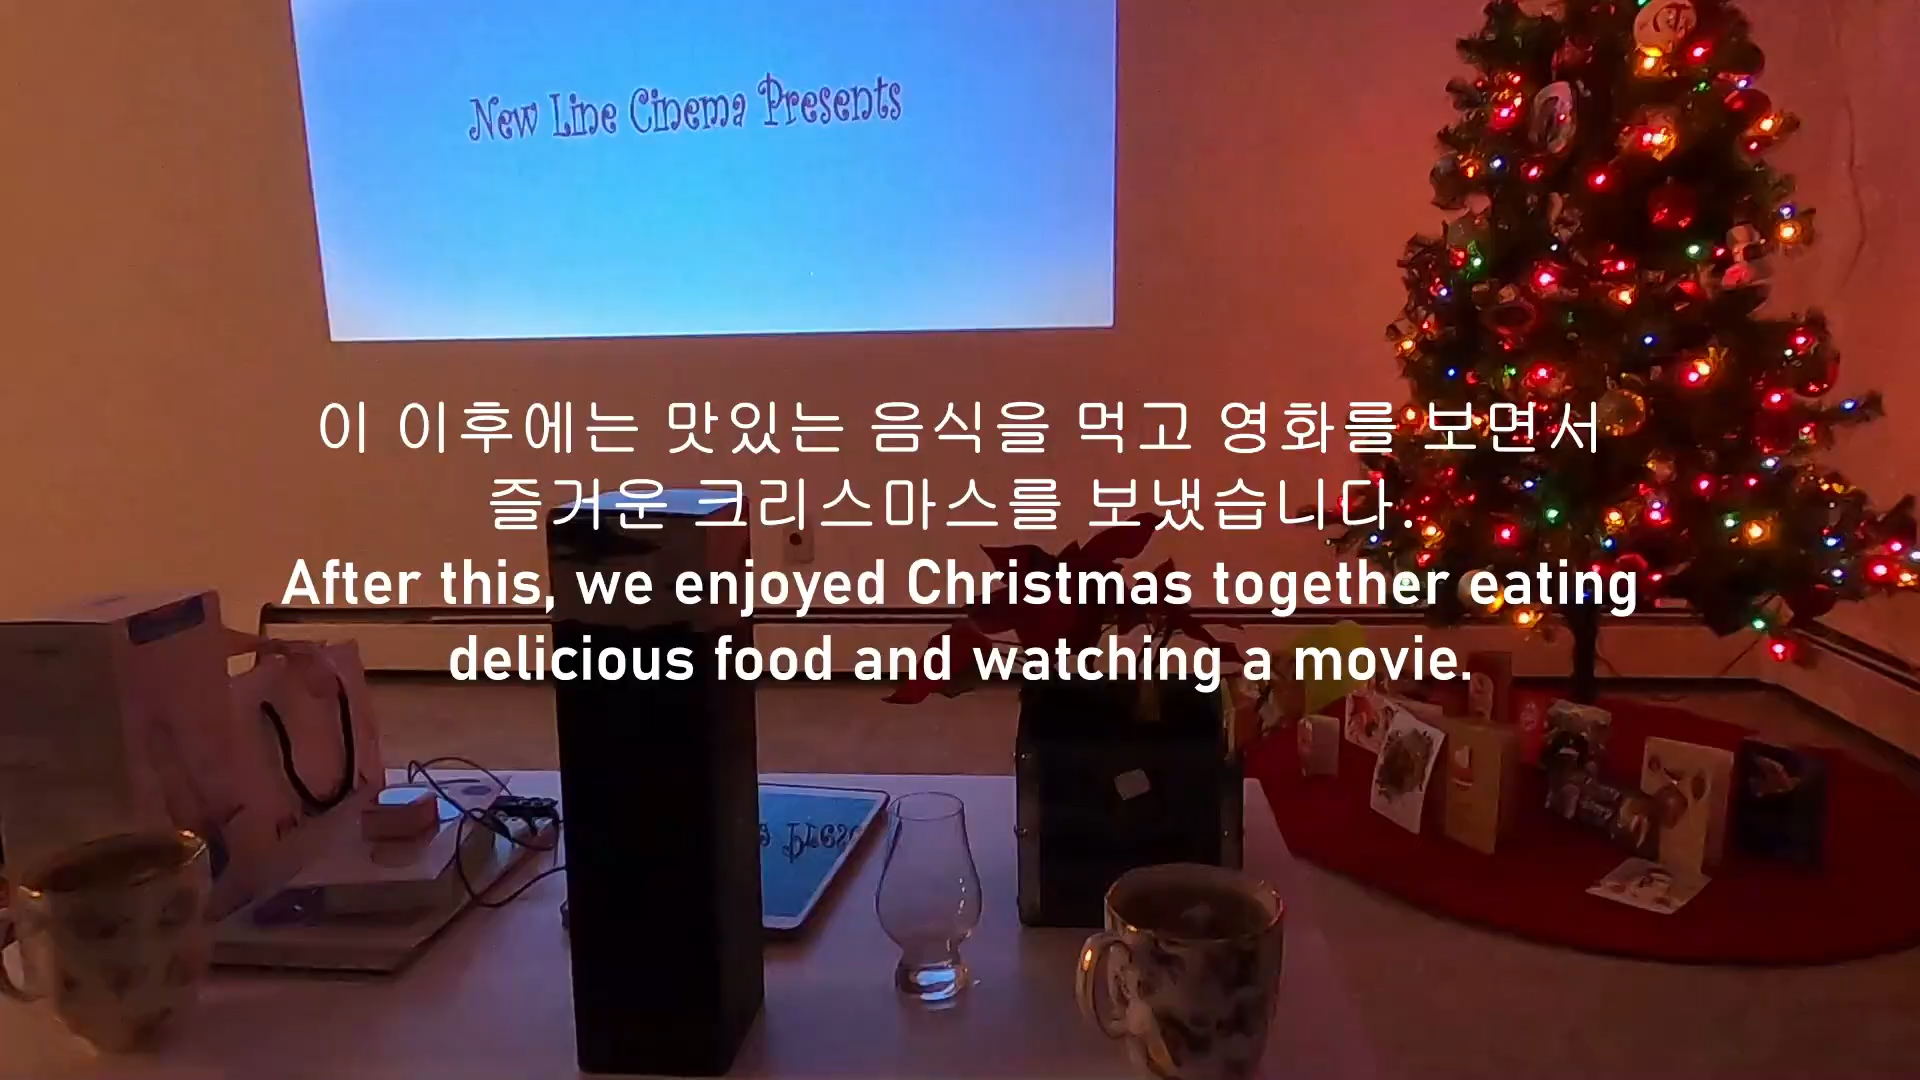 New Line Cinema Presents
이 이후에는 맛있는 음식을 먹고 영화를 보면서
즐거운 크리스마스를 보냈습니다.
After this, we enjoyed Christmas together eating
delicious food and watching a movie.